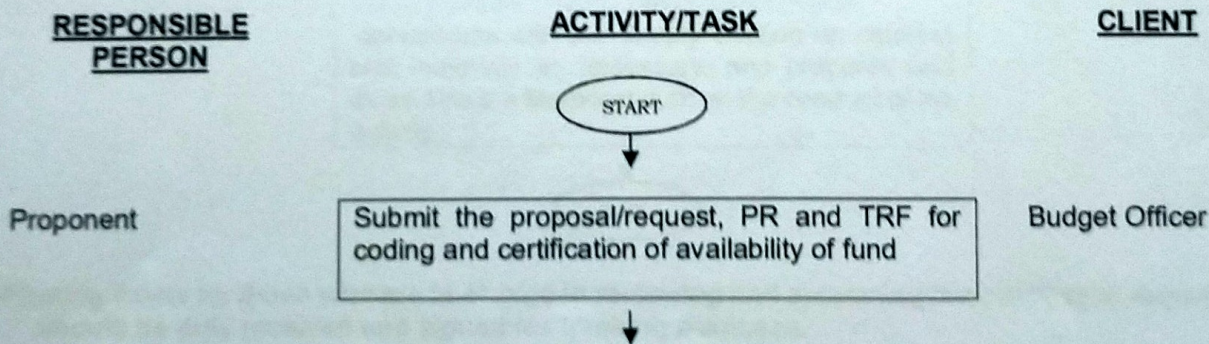 RESPONSIBLE PERSON
ACTIVITY/TASK
CLIENT
START
Proponent
Submit the proposal/request, PR and TRF for
coding and certification of availability of fund
Budget Officer